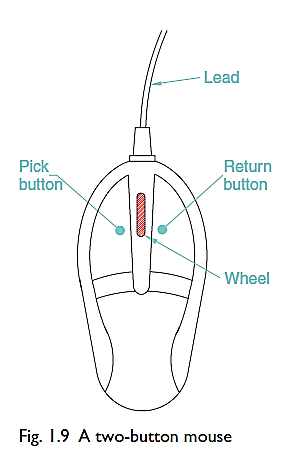 Lead
Pick
button
Return
button
Wheel
Fig. 1.9 A two-button mouse